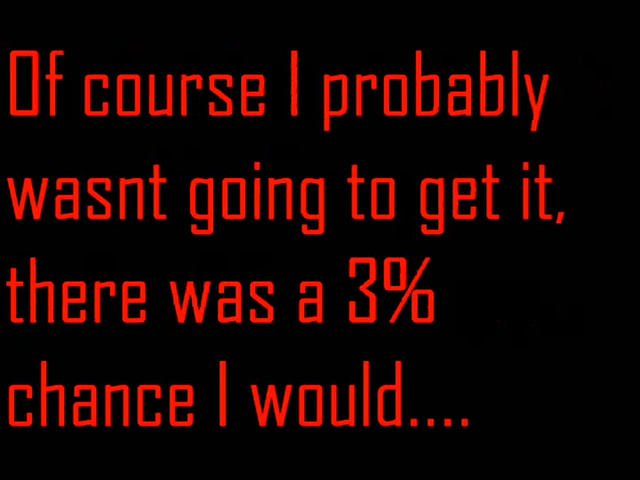 Of course I probably
wasnt going to get it,
there was a 3%
chance I would....